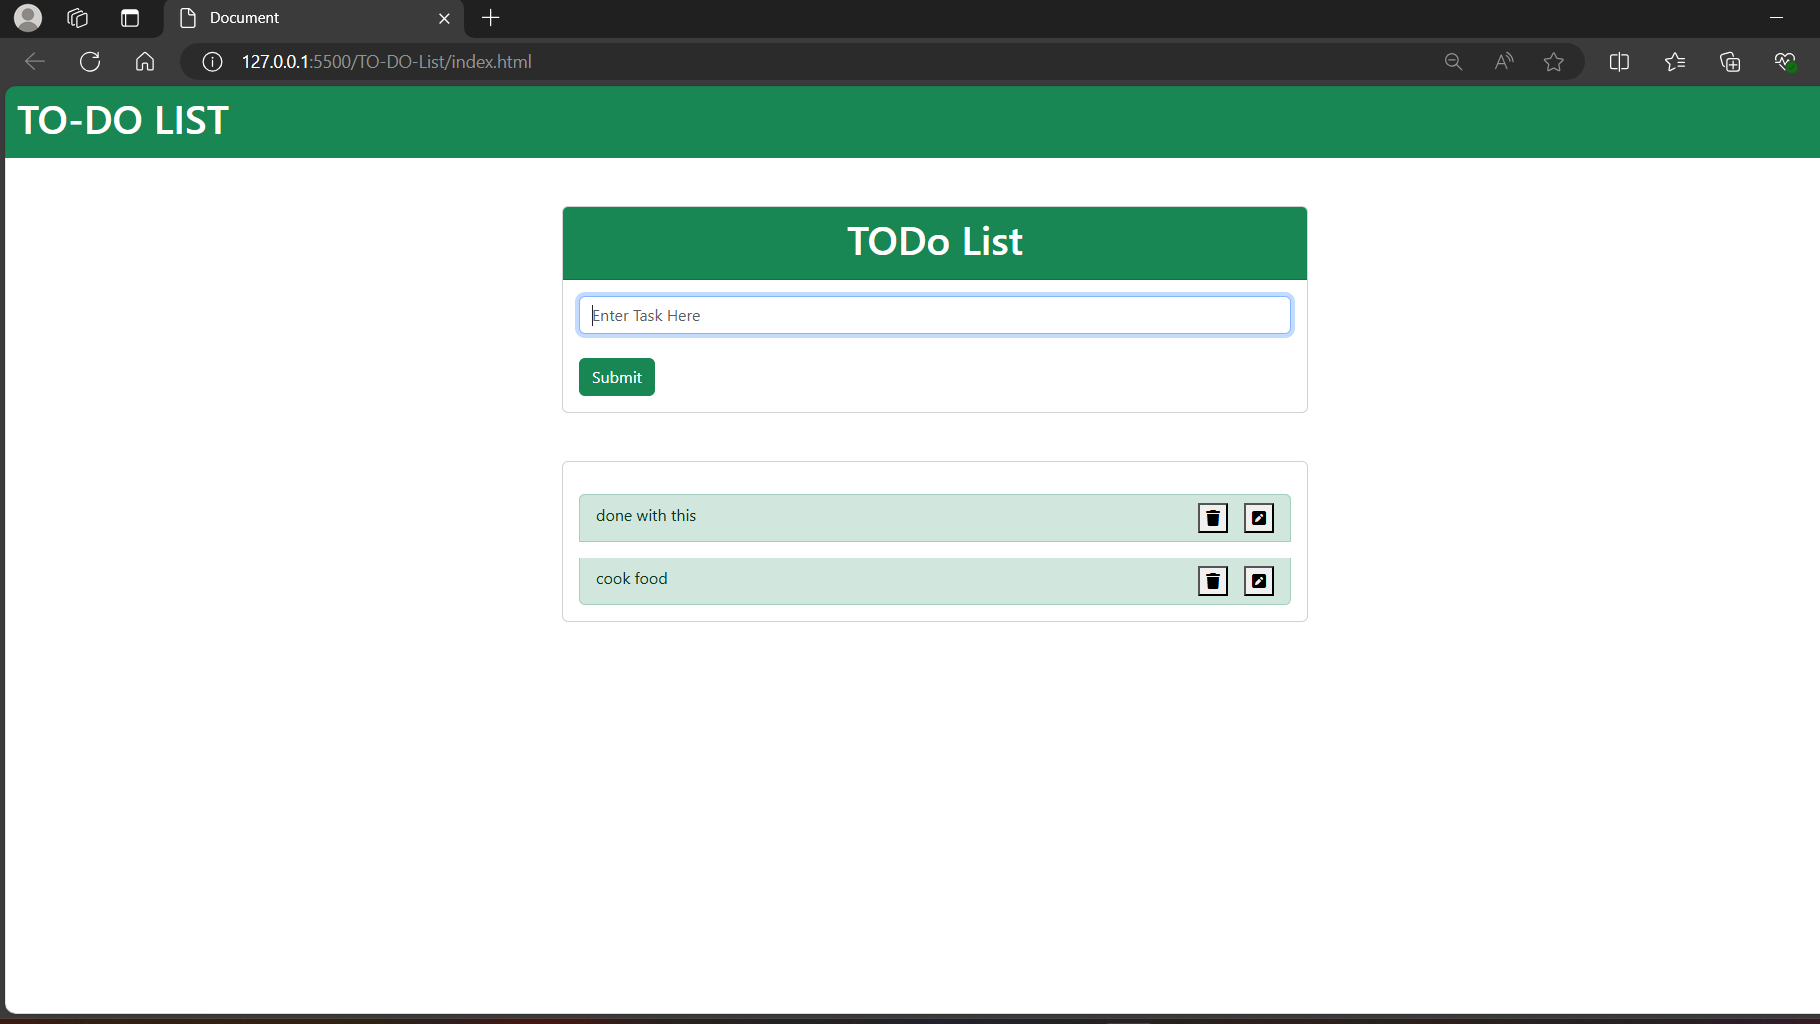 Document
127.0.0.1:5500/TO-DO-List/index.html
TO-DO LIST
TODo List
Enter Task Here
Submit
done with this
cook food